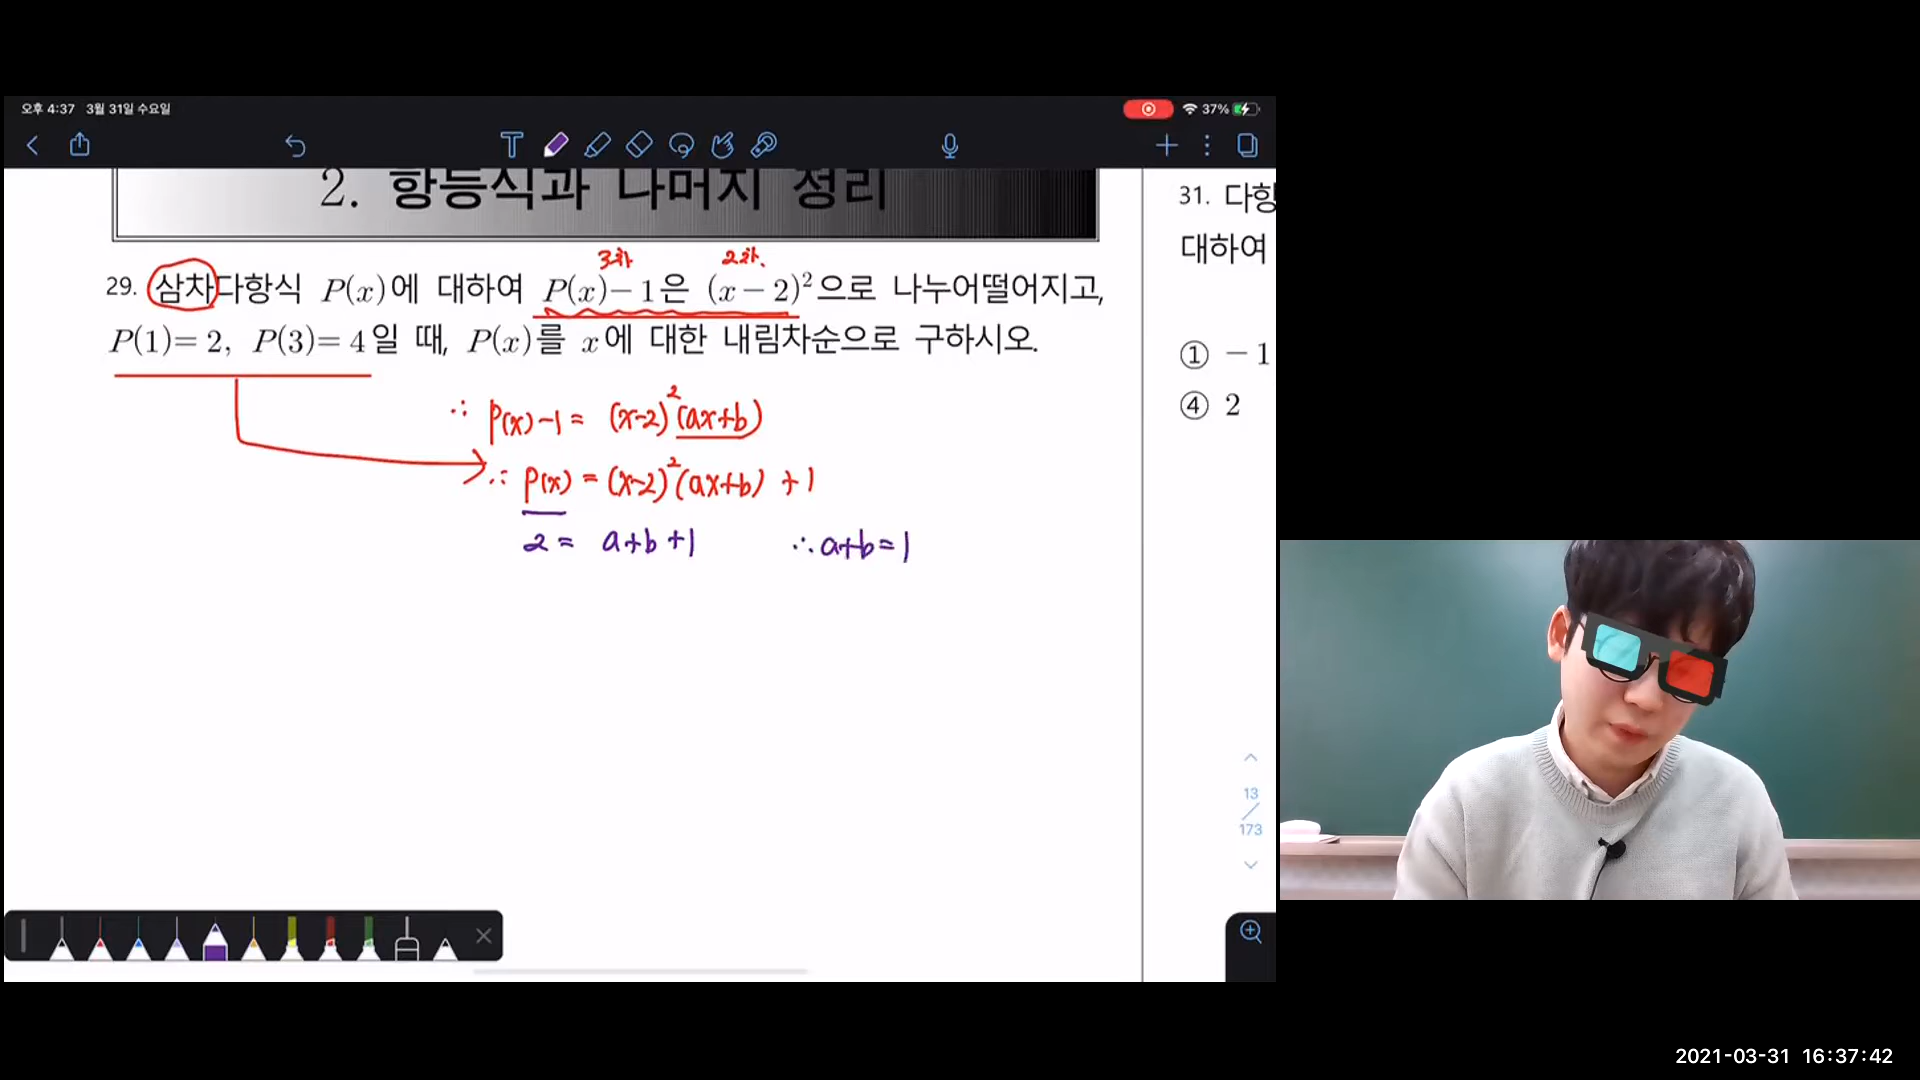 오후 4:37 3월 31일 수요일
37%
2. 항등식과 나머지 정리
3차 2차.
29. 삼차다항식 P(x)에 대하여 P(x)-1은 (x-2)²으로 나누어떨어지고,
P(1)=2, P(3)=4일 때, P(x)를 x에 대한 내림차순으로 구하시오.
∴ P(x)-1 = (x-2)²(ax+b)
∴ P(x) = (x-2)²(ax+b) +1
2 = a+b+1 ∴a+b=1
31. 다항
대하여
① -1
④ 2
13
173
2021-03-31 16:37:42